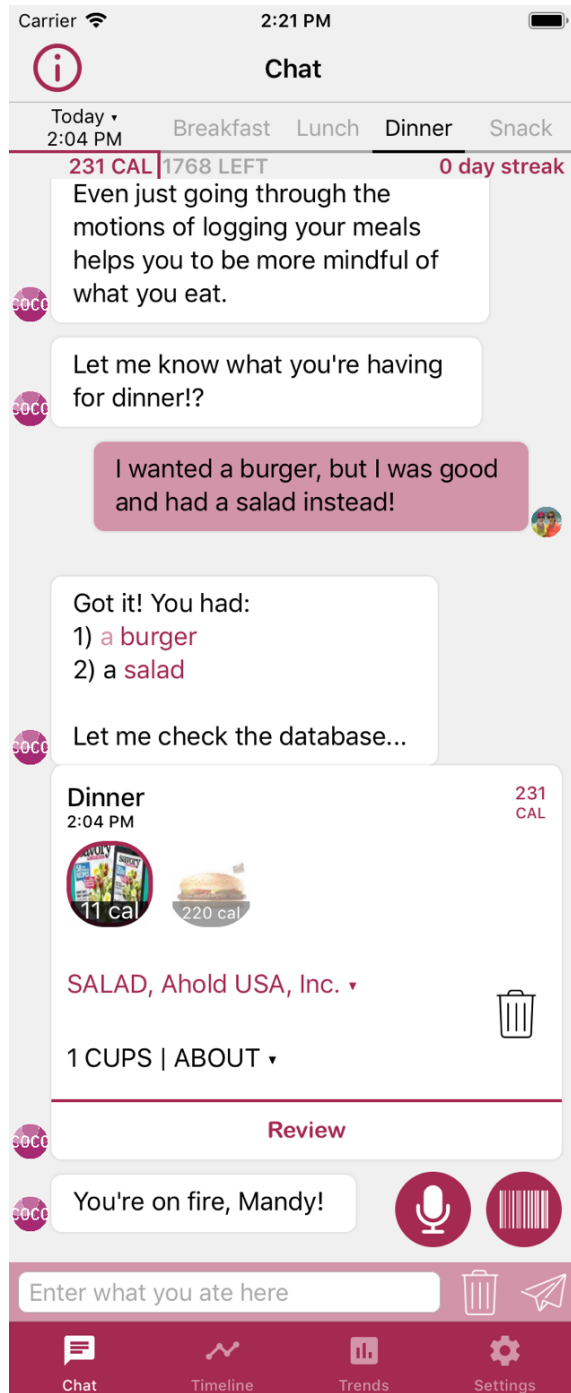 Carrier
2:21 PM
Chat
Today ▾
2:04 PM
Breakfast
Lunch
Dinner
Snack
231 CAL
1768 LEFT
0 day streak
Even just going through the
motions of logging your meals
helps you to be more mindful of
what you eat.
Let me know what you're having
for dinner!?
I wanted a burger, but I was good
and had a salad instead!
Got it! You had:
1) a burger
2) a salad
Let me check the database...
Dinner
2:04 PM
231
CAL
11 cal
220 cal
SALAD, Ahold USA, Inc. ▾
1 CUPS | ABOUT ▾
Review
You're on fire, Mandy!
Enter what you ate here
Chat
Timeline
Trends
Settings